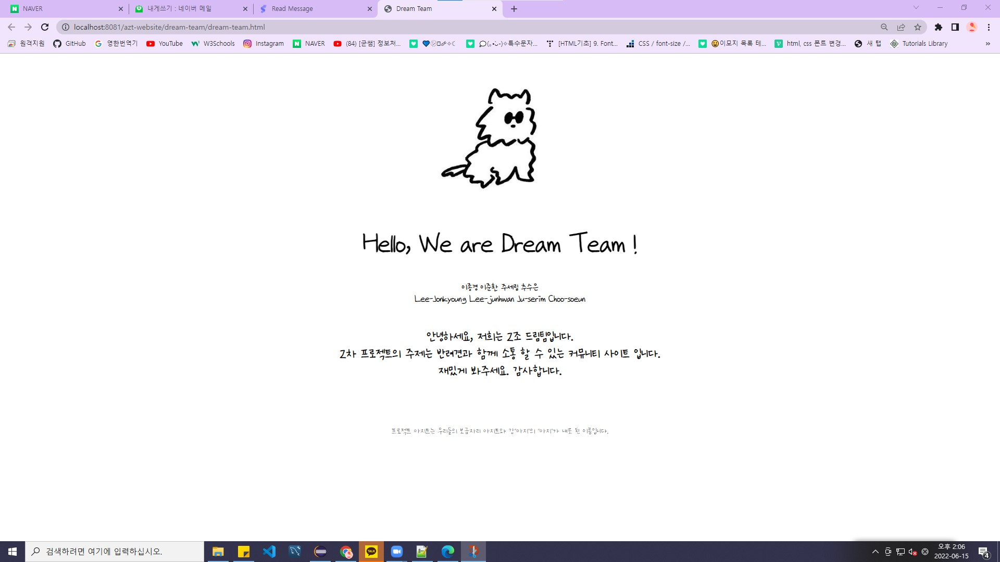 NAVER
내게쓰기 : 네이버 메일
Read Message
Dream Team
localhost:8081/azt-website/dream-team/dream-team.html
원격지원
GitHub
영한번역기
YouTube
W3Schools
Instagram
NAVER
(84) [균쌤] 정보처...
특수문자...
[HTML기초] 9. Font...
CSS / font-size /...
이모지 목록 테...
html, css 폰트 변경...
새 탭
Tutorials Library
»
Hello, We are Dream Team !
이종경 이준환 주세림 추수은
Lee-Jonkyoung Lee-junhwan Ju-serim Choo-soeun
안녕하세요, 저희는 2조 드림팀입니다.
2차 프로젝트의 주제는 반려견과 함께 소통 할 수 있는 커뮤니티 사이트 입니다.
재밌게 봐주세요. 감사합니다.
프로젝트 아지트는 우리들의 보금자리 아지트와 강"아지"의 "아지"가 내포 된 이름입니다.
검색하려면 여기에 입력하십시오.
TALK
오후 2:06
2022-06-15
4